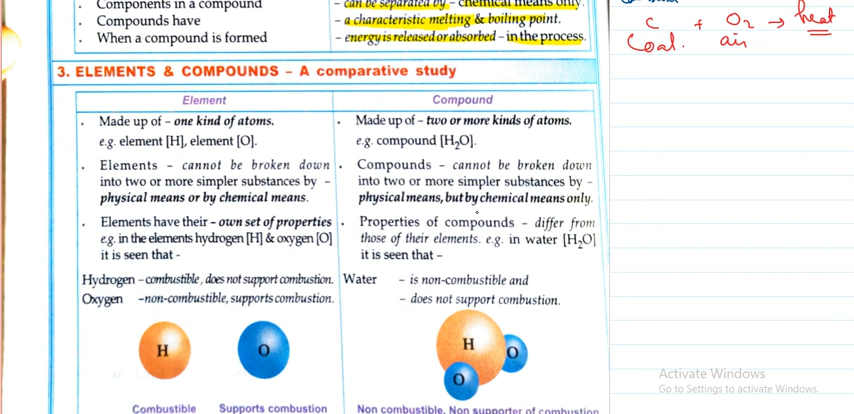 Components in a compound – can be separated by – chemical means only.
Compounds have – a characteristic melting & boiling point.
When a compound is formed – energy is released or absorbed – in the process.
3. ELEMENTS & COMPOUNDS – A comparative study
Element
Made up of – one kind of atoms.
e.g. element [H], element [O].
Elements – cannot be broken down
into two or more simpler substances by –
physical means or by chemical means.
Elements have their – own set of properties
e.g. in the elements hydrogen [H] & oxygen [O]
it is seen that -
Hydrogen – combustible, does not support combustion.
Oxygen – non-combustible, supports combustion.
H
O
Combustible
Supports combustion
Compound
Made up of – two or more kinds of atoms.
e.g. compound [H₂O].
Compounds – cannot be broken down
into two or more simpler substances by –
physical means, but by chemical means only.
Properties of compounds – differ from
those of their elements. e.g. in water [H₂O]
it is seen that –
Water – is non-combustible and
– does not support combustion.
H
O
O
Non combustible, Non supporter of combustion
C + O₂ → heat
Coal. air
Activate Windows
Go to Settings to activate Windows.